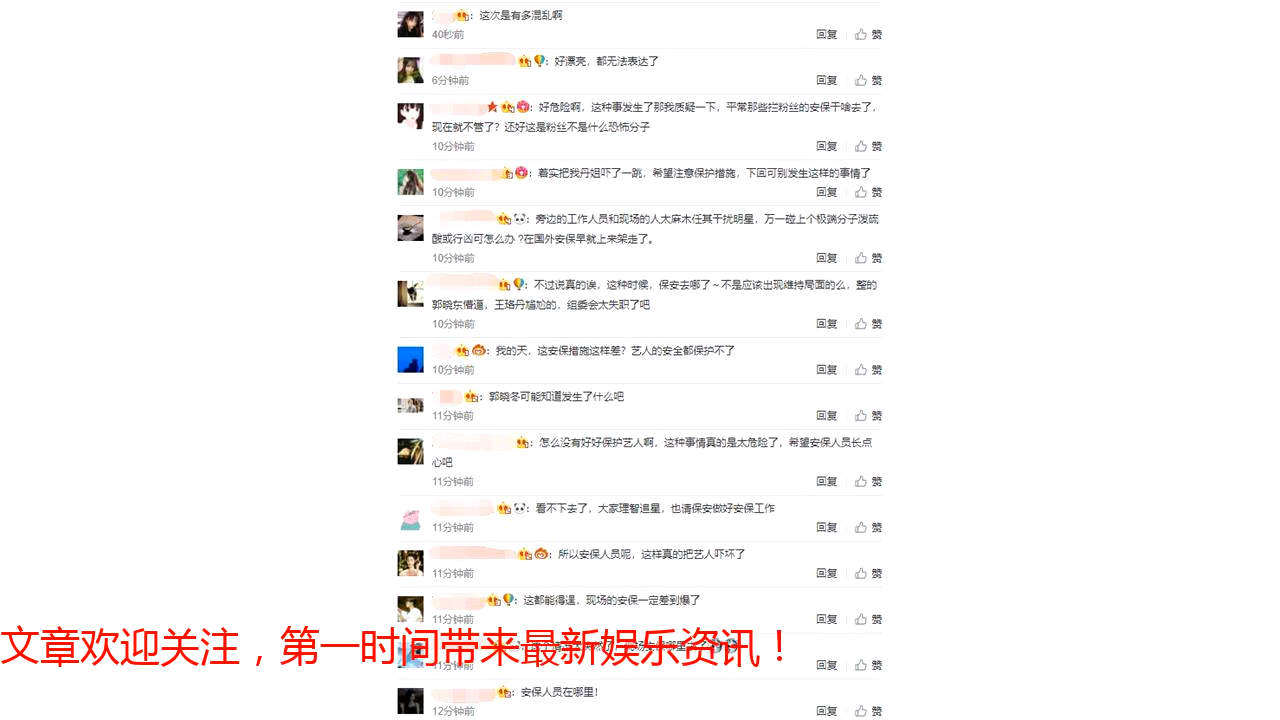 ：这次是有多混乱啊
40秒前 回复 赞
：好漂亮，都无法表达了
6分钟前 回复 赞
：好危险啊，这种事发生了那我质疑一下，平常那些拦粉丝的安保干啥去了，
现在就不管了？还好这是粉丝不是什么恐怖分子
10分钟前 回复 赞
：着实把我丹姐吓了一跳，希望注意保护措施，下回可别发生这样的事情了
10分钟前 回复 赞
：旁边的工作人员和现场的人太麻木任其干扰明星，万一碰上个极端分子泼硫
酸或行凶可怎么办？在国外安保早就上来架走了。
10分钟前 回复 赞
：不过说真的诶，这种时候，保安去哪了～不是应该出现维持局面的么，整的
郭晓东懵逼，王珞丹尴尬的，组委会太失职了吧
10分钟前 回复 赞
：我的天，这安保措施这样差？艺人的安全都保护不了
10分钟前 回复 赞
：郭晓冬可能知道发生了什么吧
11分钟前 回复 赞
：怎么没有好好保护艺人啊，这种事情真的是太危险了，希望安保人员长点
心吧
11分钟前 回复 赞
：看不下去了，大家理智追星，也请保安做好安保工作
11分钟前 回复 赞
：所以安保人员呢，这样真的把艺人吓坏了
11分钟前 回复 赞
：这都能得逞，现场的安保一定差到爆了
11分钟前 回复 赞
文章欢迎关注，第一时间带来最新娱乐资讯！
11分钟前 回复 赞
：安保人员在哪里！
12分钟前 回复 赞